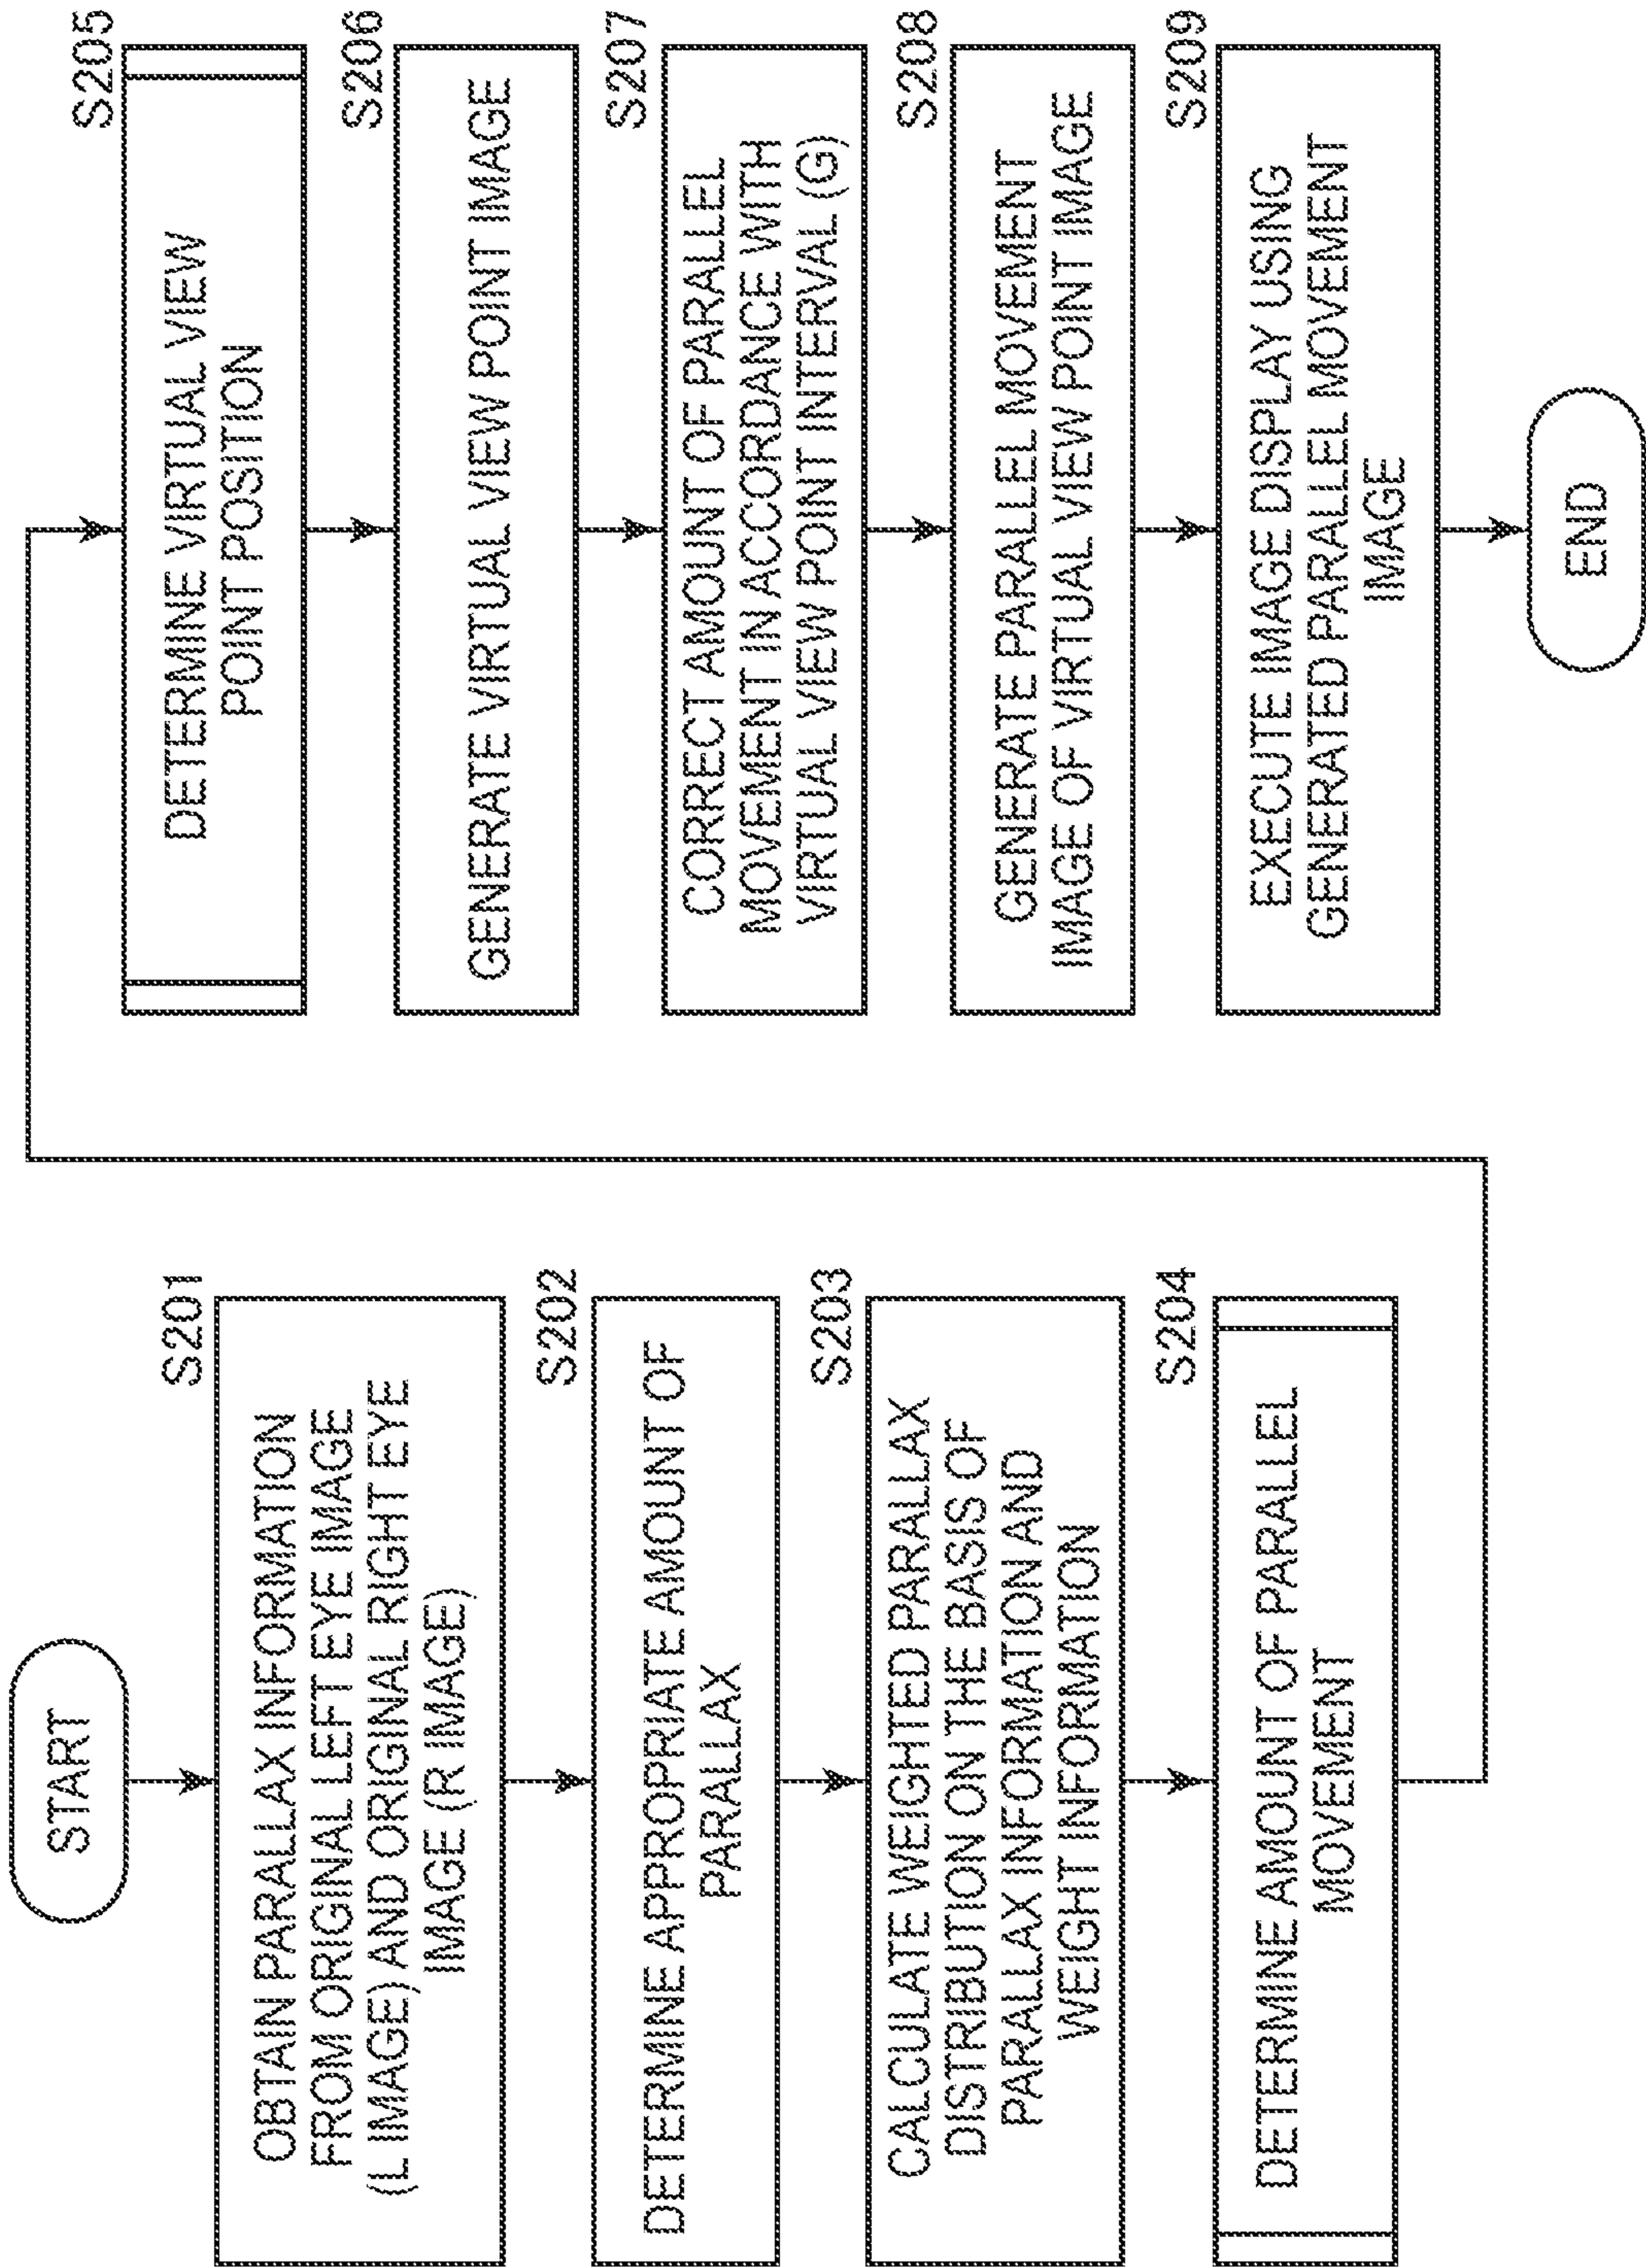 START
S201
OBTAIN PARALLAX INFORMATION
FROM ORIGINAL LEFT EYE IMAGE
(L IMAGE) AND ORIGINAL RIGHT EYE
IMAGE (R IMAGE)
S202
DETERMINE APPROPRIATE AMOUNT OF
PARALLAX
S203
CALCULATE WEIGHTED PARALLAX
DISTRIBUTION ON THE BASIS OF
PARALLAX INFORMATION AND
WEIGHT INFORMATION
S204
DETERMINE AMOUNT OF PARALLEL
MOVEMENT
S205
DETERMINE VIRTUAL VIEW
POINT POSITION
S206
GENERATE VIRTUAL VIEW POINT IMAGE
S207
CORRECT AMOUNT OF PARALLEL
MOVEMENT IN ACCORDANCE WITH
VIRTUAL VIEW POINT INTERVAL (G)
S208
GENERATE PARALLEL MOVEMENT
IMAGE OF VIRTUAL VIEW POINT IMAGE
S209
EXECUTE IMAGE DISPLAY USING
GENERATED PARALLEL MOVEMENT
IMAGE
END